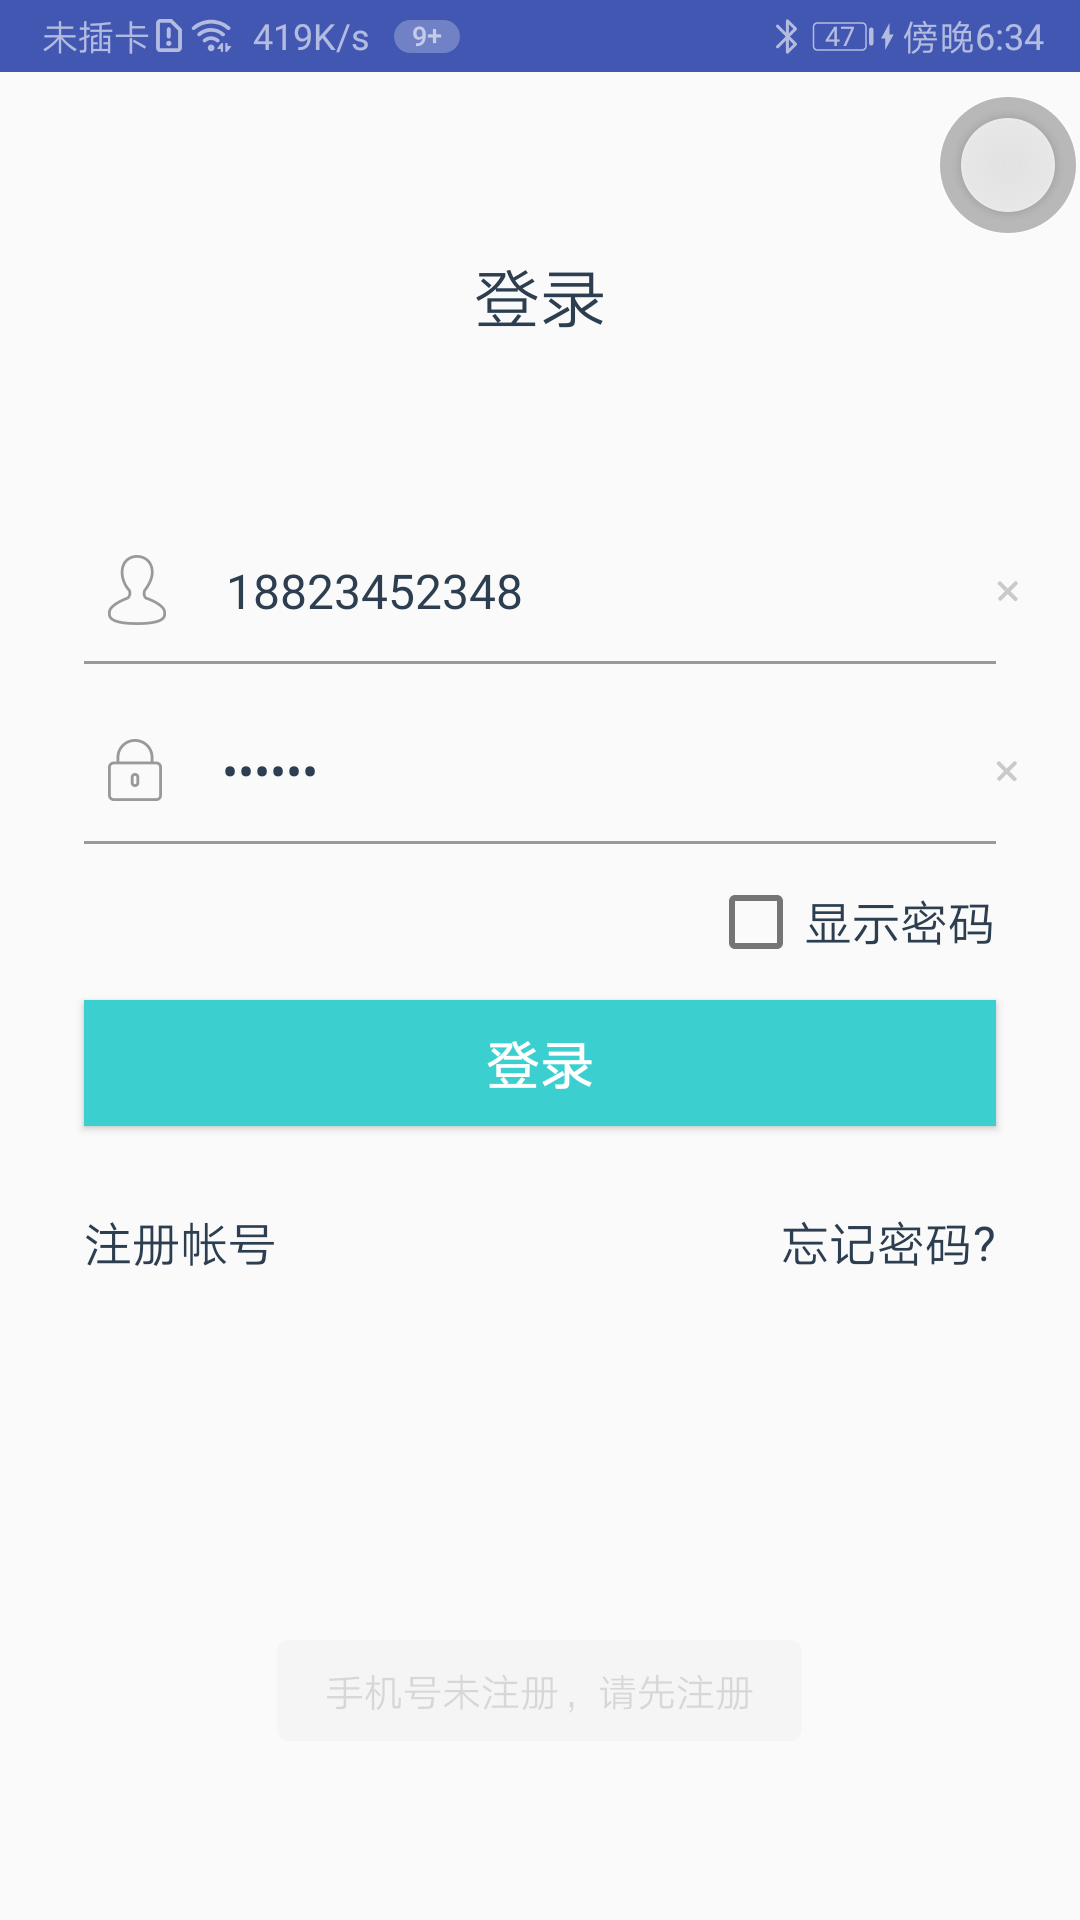 未插卡 419K/s 9+ 47 傍晚6:34
登录
18823452348
••••••
显示密码
登录
注册帐号 忘记密码?
手机号未注册，请先注册